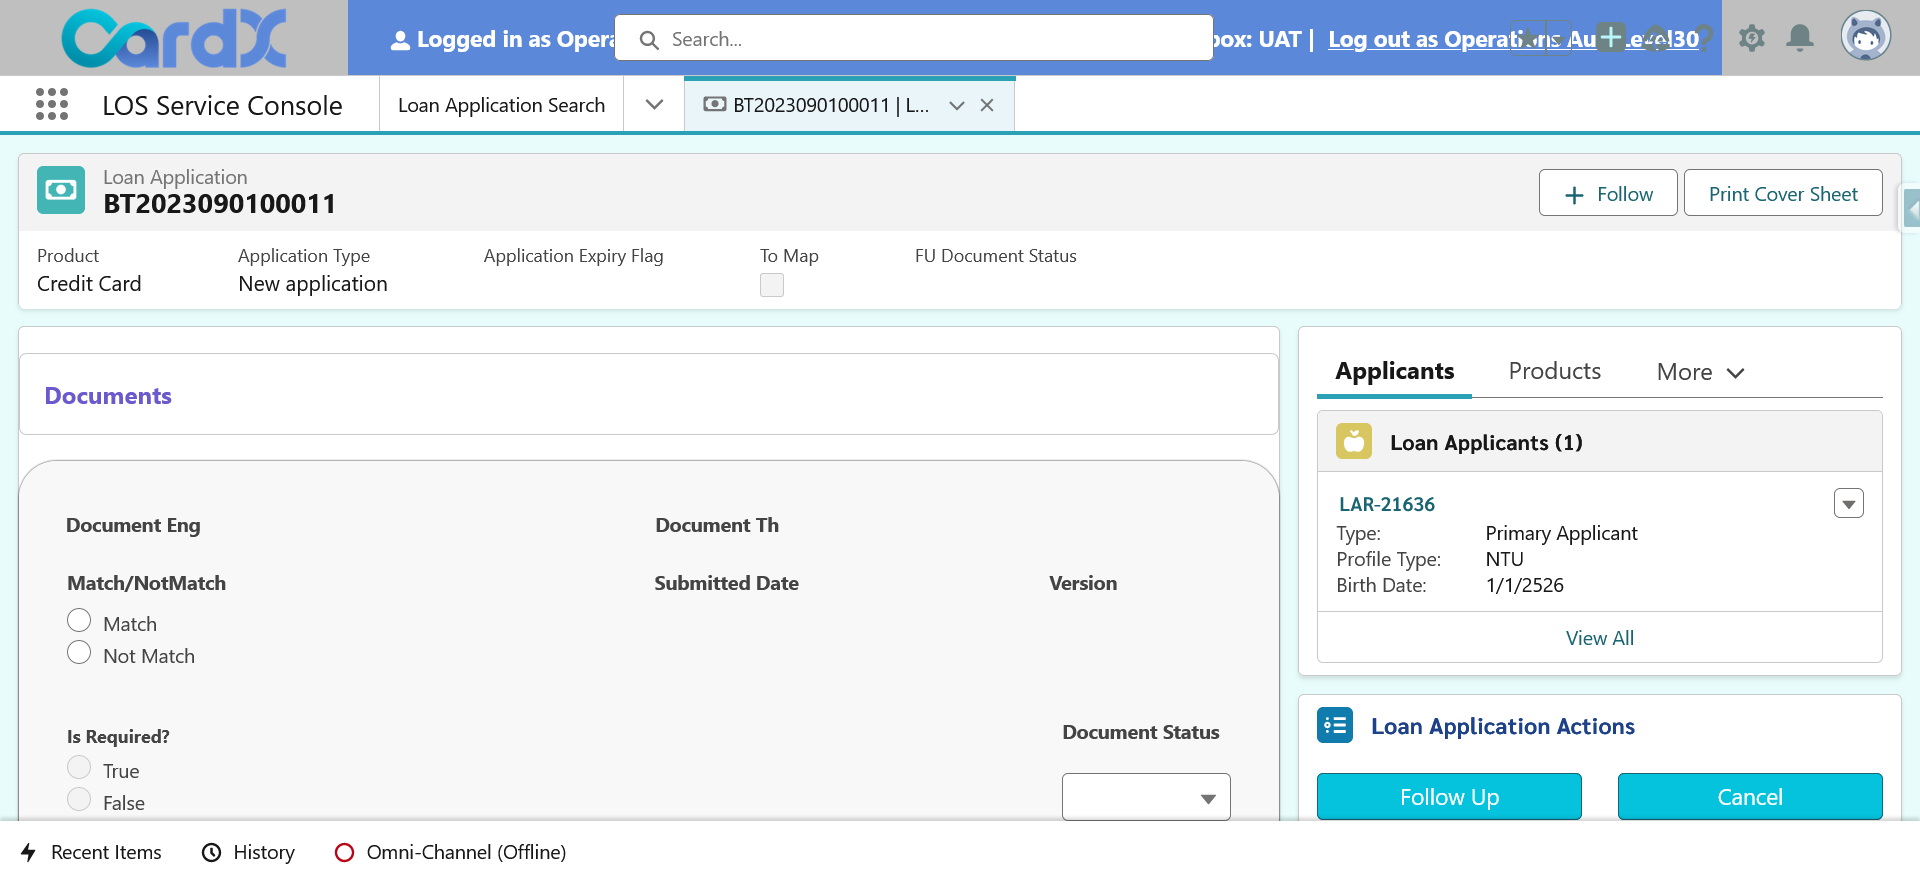 CardX
Logged in as Opera
Search...
box: UAT |
Log out as Operations Au Level30
LOS Service Console
Loan Application Search
BT2023090100011 | L...
Loan Application
BT2023090100011
Follow
Print Cover Sheet
Product
Application Type
Application Expiry Flag
To Map
FU Document Status
Credit Card
New application
Documents
Applicants
Products
More
Loan Applicants (1)
LAR-21636
Type:
Primary Applicant
Profile Type:
NTU
Birth Date:
1/1/2526
View All
Document Eng
Document Th
Match/NotMatch
Submitted Date
Version
Match
Not Match
Is Required?
Document Status
True
False
Loan Application Actions
Follow Up
Cancel
Recent Items
History
Omni-Channel (Offline)